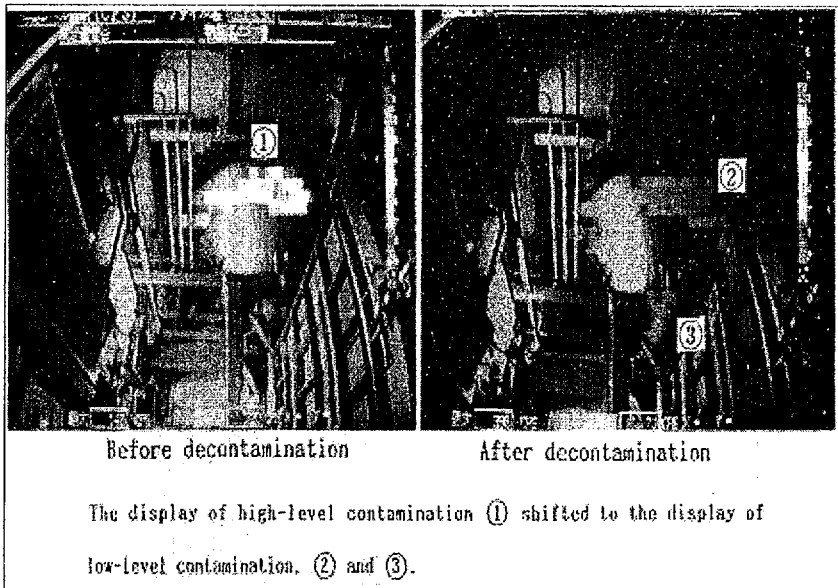 ①
②
③
Before decontamination
After decontamination
The display of high-level contamination ① shifted to the display of
low-level contamination, ② and ③.